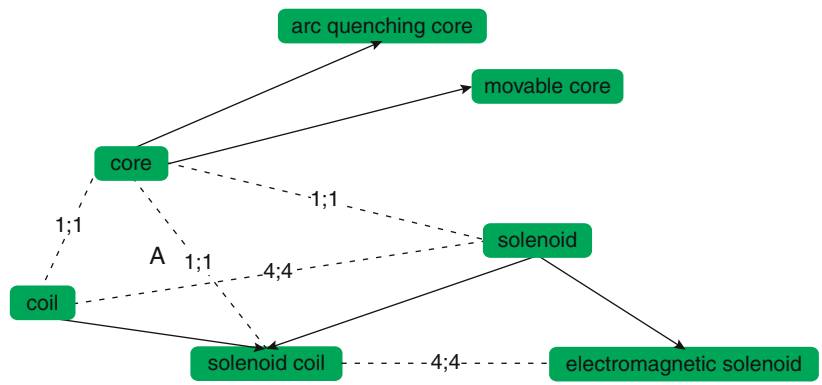 arc quenching core
movable core
core
1;1
1;1
solenoid
A
1;1
4;4
coil
solenoid coil
4;4
electromagnetic solenoid